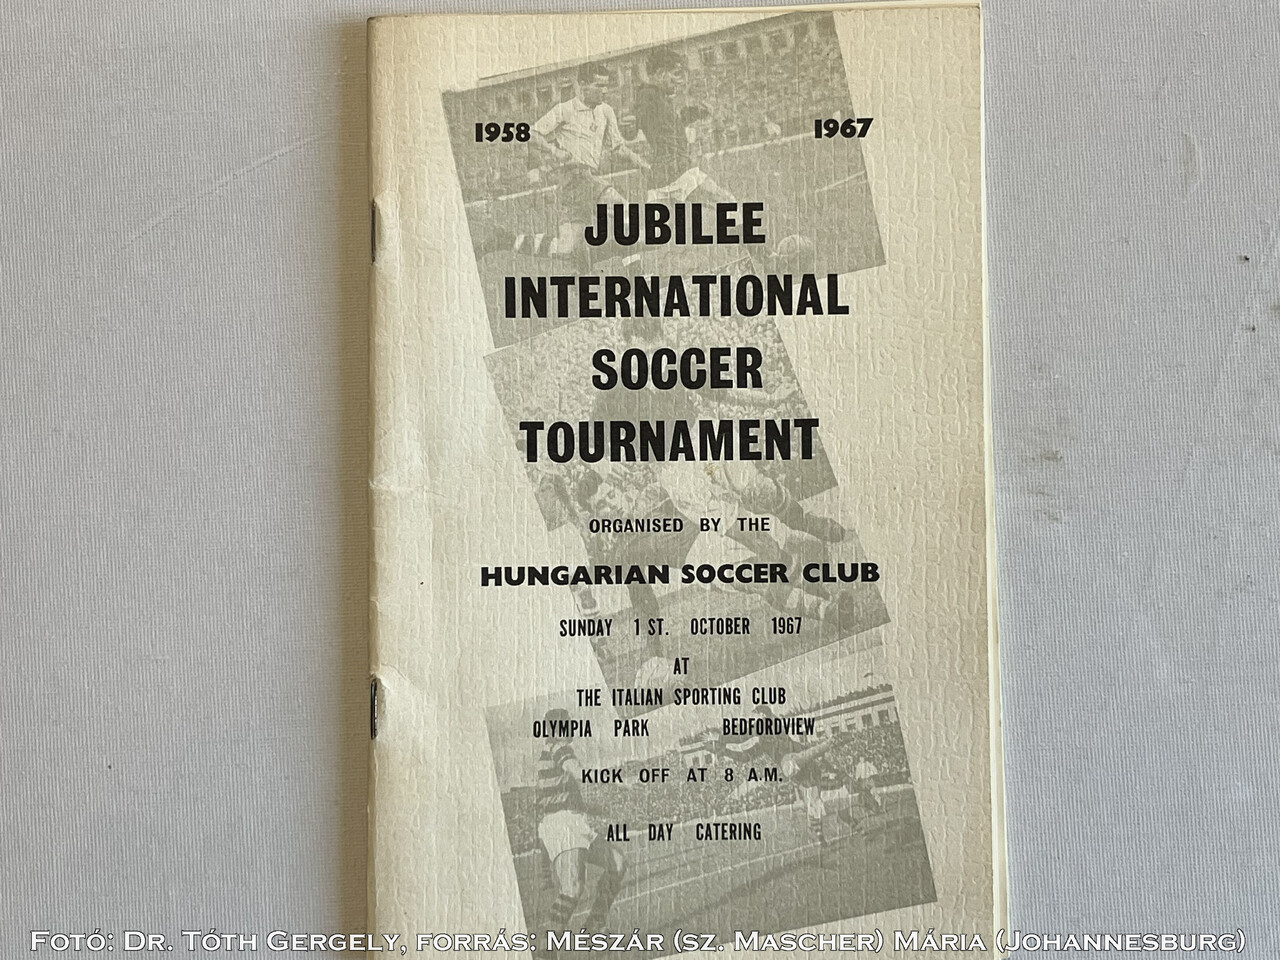 1958 1967
JUBILEE
INTERNATIONAL
SOCCER
TOURNAMENT
ORGANISED BY THE
HUNGARIAN SOCCER CLUB
SUNDAY 1 ST. OCTOBER 1967
AT
THE ITALIAN SPORTING CLUB
OLYMPIA PARK BEDFORDVIEW
KICK OFF AT 8 A.M.
ALL DAY CATERING
Fotó: Dr. Tóth Gergely, forrás: Mészár (sz. Mascher) Mária (Johannesburg)